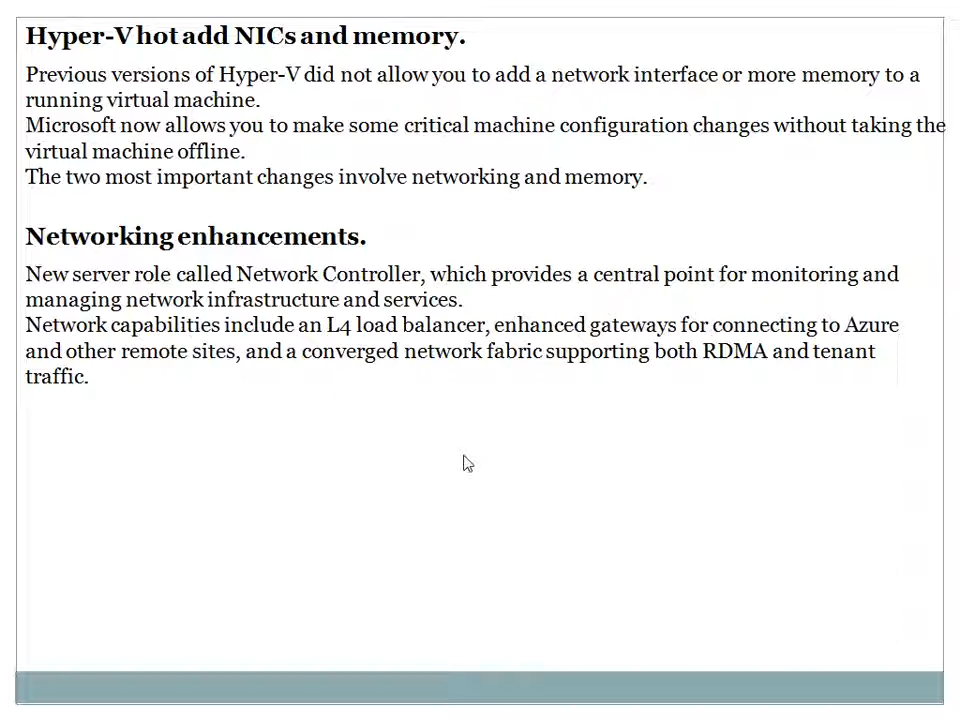 Hyper-V hot add NICs and memory.
Previous versions of Hyper-V did not allow you to add a network interface or more memory to a
running virtual machine.
Microsoft now allows you to make some critical machine configuration changes without taking the
virtual machine offline.
The two most important changes involve networking and memory.
Networking enhancements.
New server role called Network Controller, which provides a central point for monitoring and
managing network infrastructure and services.
Network capabilities include an L4 load balancer, enhanced gateways for connecting to Azure
and other remote sites, and a converged network fabric supporting both RDMA and tenant
traffic.